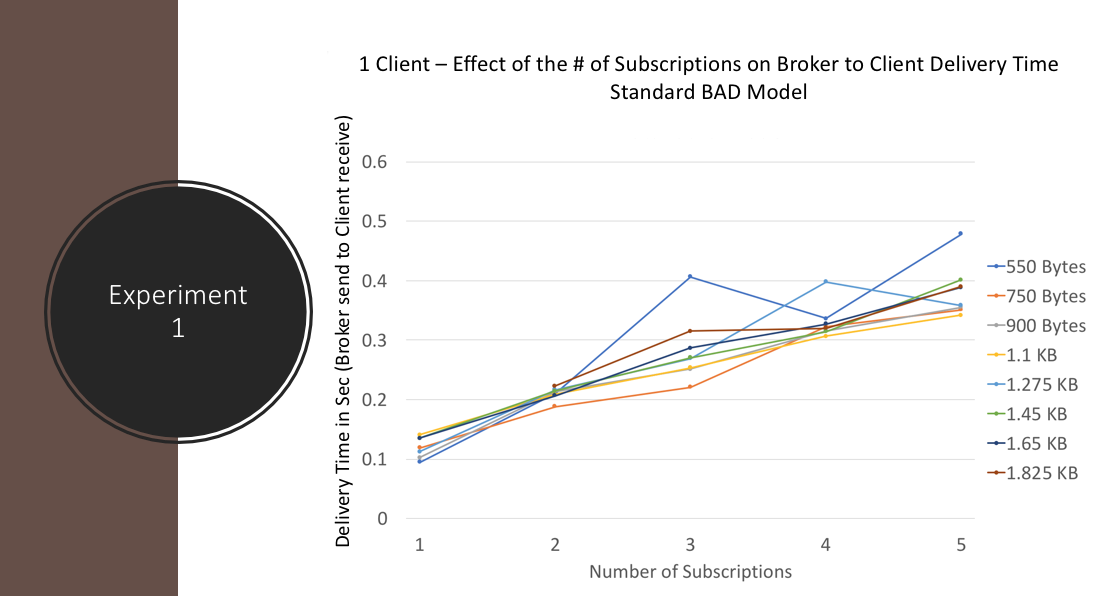 Experiment
1
1 Client – Effect of the # of Subscriptions on Broker to Client Delivery Time
Standard BAD Model
Delivery Time in Sec (Broker send to Client receive)
0.6
0.5
0.4
0.3
0.2
0.1
0
1 2 3 4 5
Number of Subscriptions
550 Bytes
750 Bytes
900 Bytes
1.1 KB
1.275 KB
1.45 KB
1.65 KB
1.825 KB